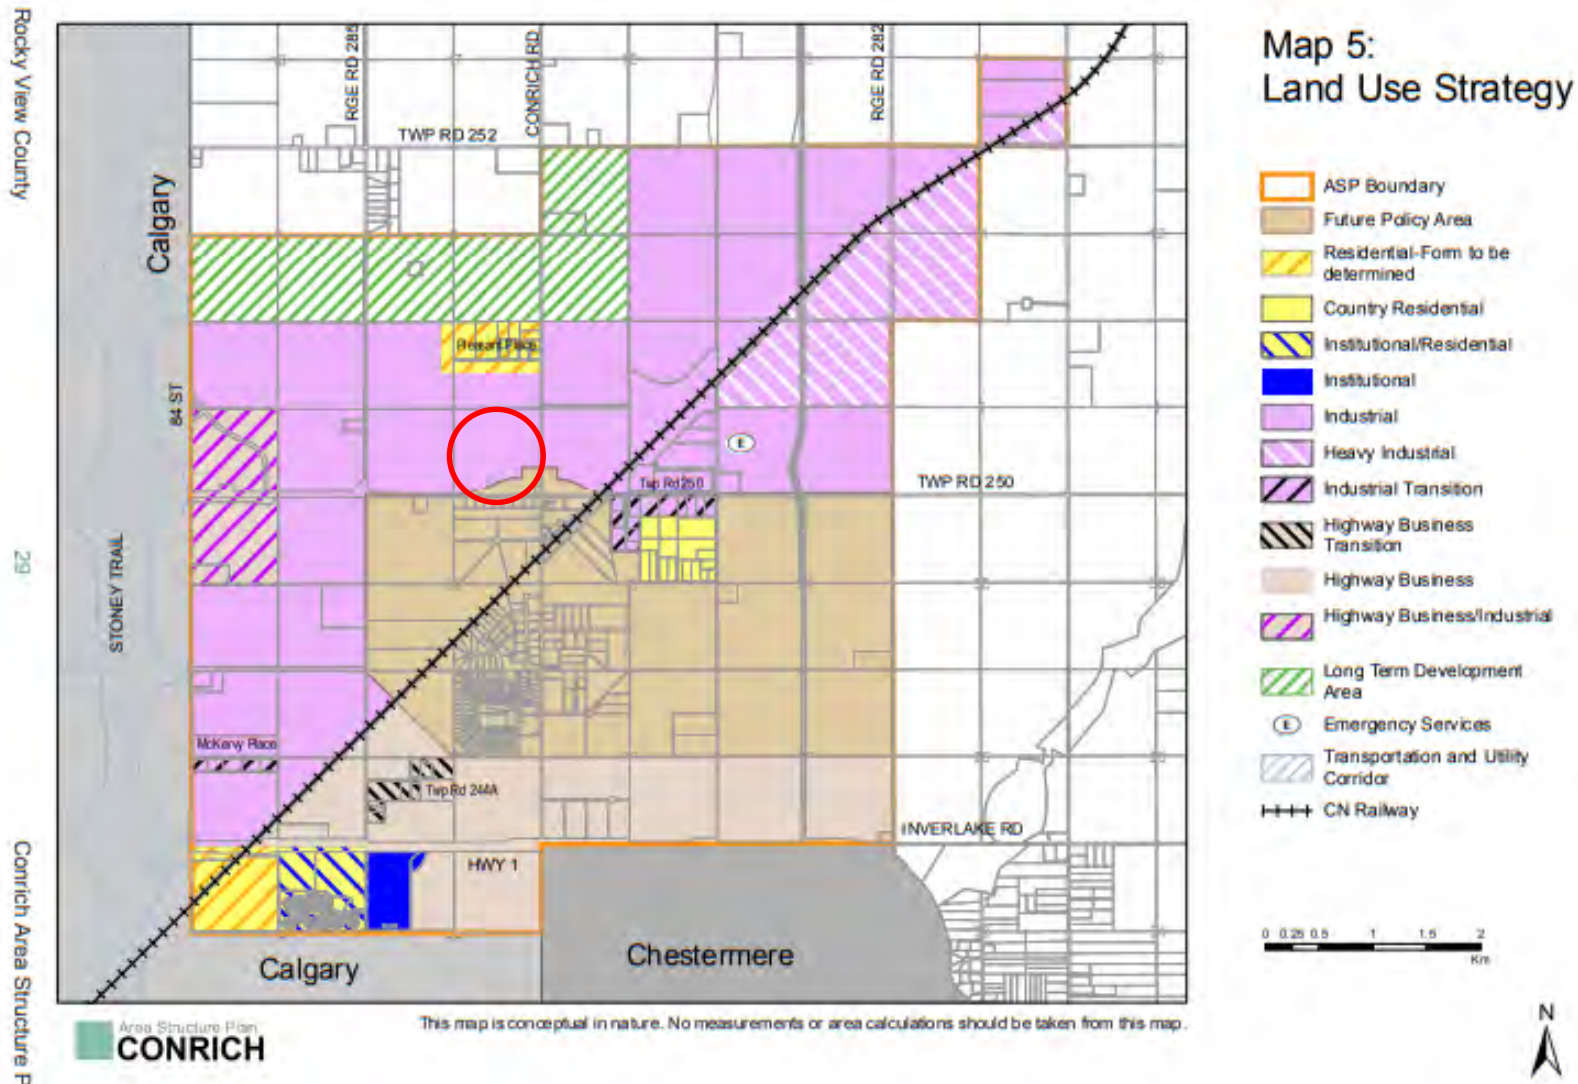 Rocky View County
29
Conrich Area Structure P
Map 5:
Land Use Strategy
RGE RD 285
CONRICH RD
RGE RD 282
TWP RD 252
Calgary
84 ST
STONEY TRAIL
Pleasant Place
E
Twp Rd 250
TWP RD 250
McKenvy Place
Twp Rd 244A
INVERLAKE RD
HWY 1
Calgary
Chestermere
ASP Boundary
Future Policy Area
Residential-Form to be
determined
Country Residential
Institutional/Residential
Institutional
Industrial
Heavy Industrial
Industrial Transition
Highway Business
Transition
Highway Business
Highway Business/Industrial
Long Term Development
Area
E Emergency Services
Transportation and Utility
Corridor
CN Railway
0 0.25 0.5 1 1.5 2
Km
N
Area Structure Plan
CONRICH
This map is conceptual in nature. No measurements or area calculations should be taken from this map.